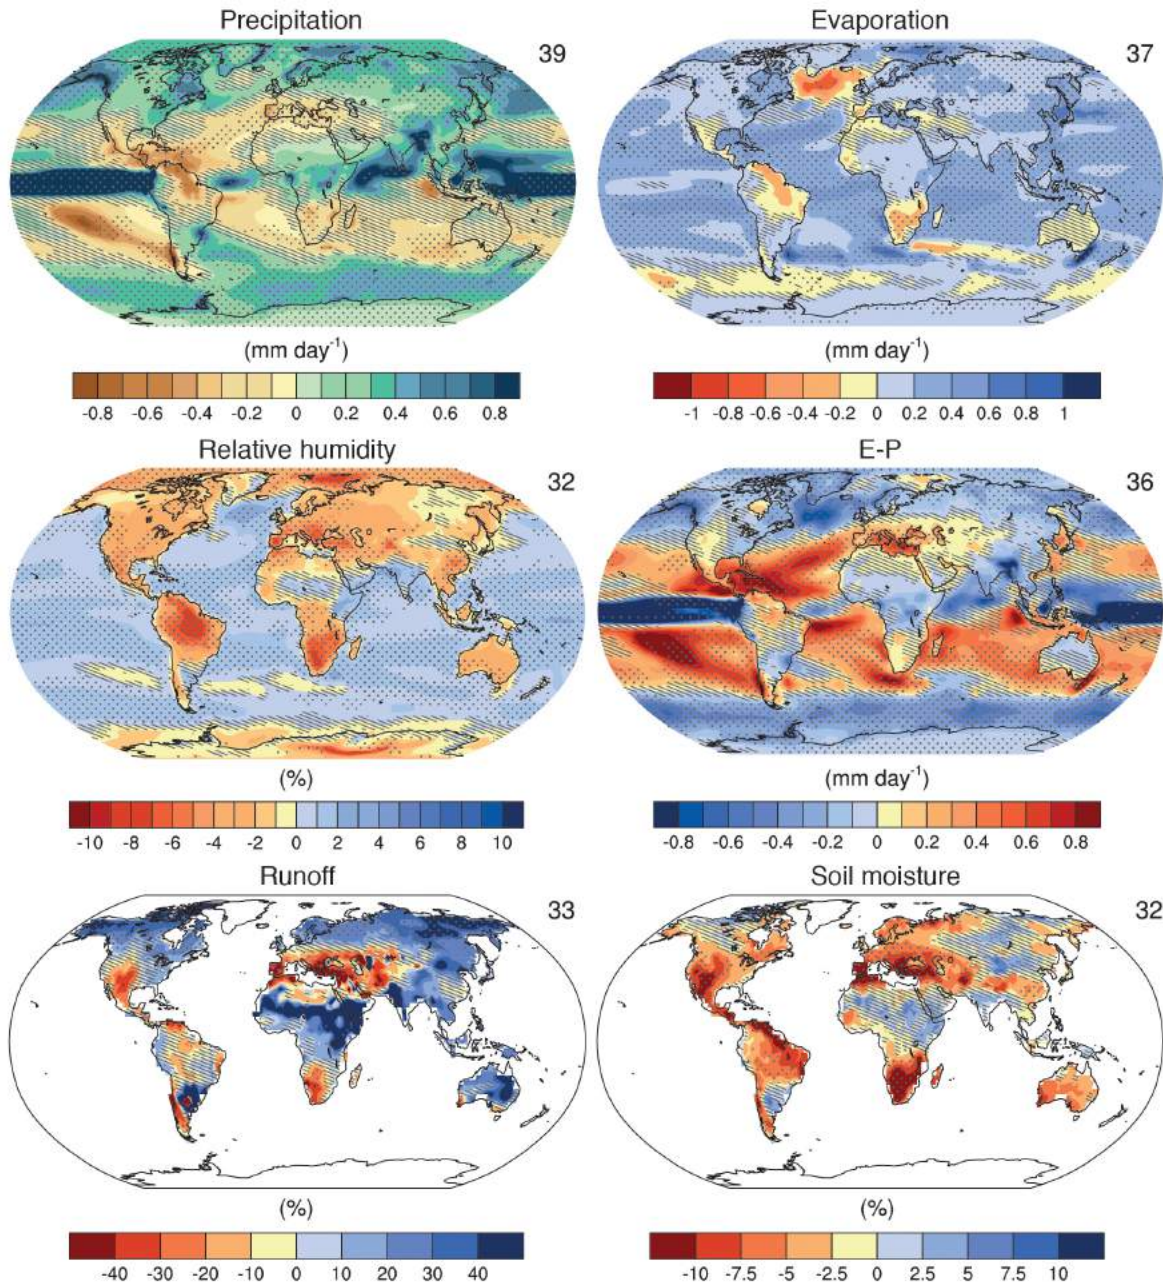 Precipitation
39
(mm day-1)
-0.8 -0.6 -0.4 -0.2 0 0.2 0.4 0.6 0.8
Evaporation
37
(mm day-1)
-1 -0.8 -0.6 -0.4 -0.2 0 0.2 0.4 0.6 0.8 1
Relative humidity
32
(%)
-10 -8 -6 -4 -2 0 2 4 6 8 10
E-P
36
(mm day-1)
-0.8 -0.6 -0.4 -0.2 0 0.2 0.4 0.6 0.8
Runoff
33
(%)
-40 -30 -20 -10 0 10 20 30 40
Soil moisture
32
(%)
-10 -7.5 -5 -2.5 0 2.5 5 7.5 10